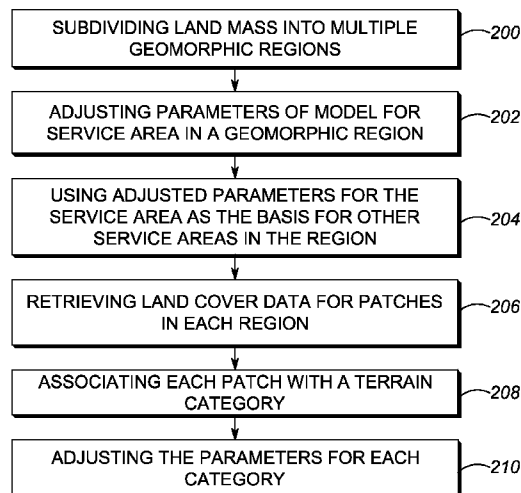 SUBDIVIDING LAND MASS INTO MULTIPLE
GEOMORPHIC REGIONS
200
ADJUSTING PARAMETERS OF MODEL FOR
SERVICE AREA IN A GEOMORPHIC REGION
202
USING ADJUSTED PARAMETERS FOR THE
SERVICE AREA AS THE BASIS FOR OTHER
SERVICE AREAS IN THE REGION
204
RETRIEVING LAND COVER DATA FOR PATCHES
IN EACH REGION
206
ASSOCIATING EACH PATCH WITH A TERRAIN
CATEGORY
208
ADJUSTING THE PARAMETERS FOR EACH
CATEGORY
210